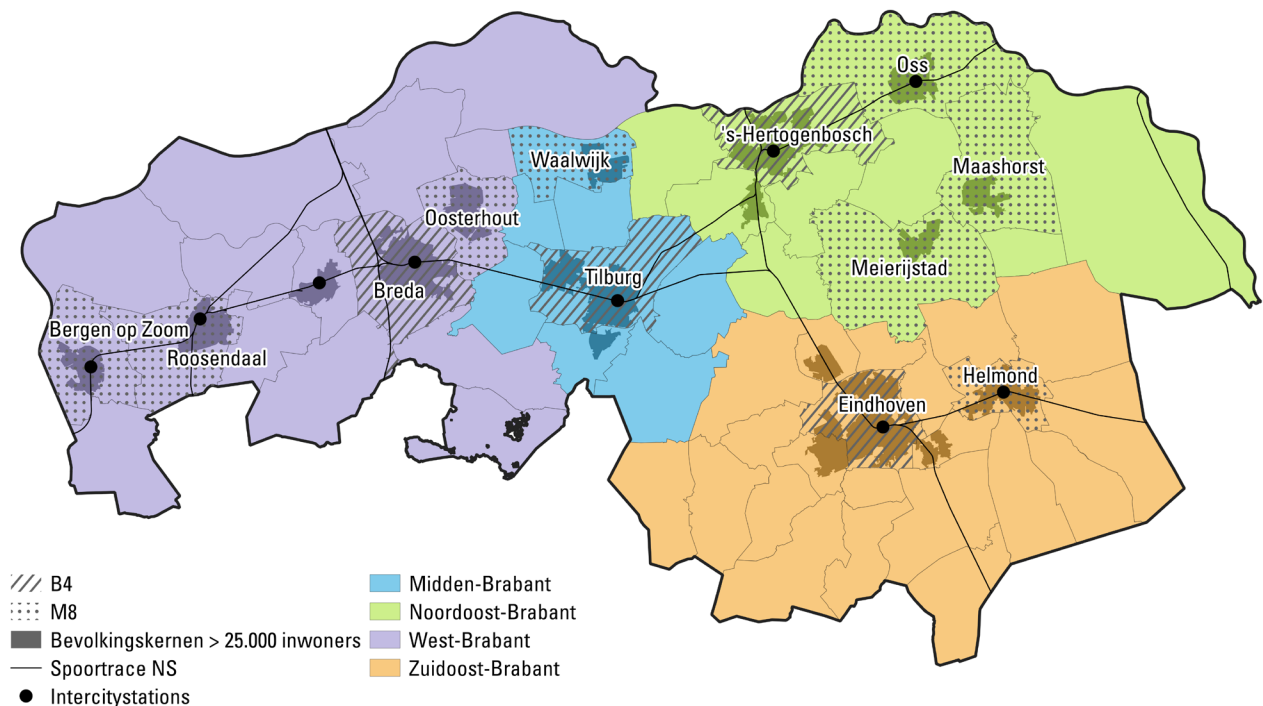 Oss
's-Hertogenbosch
Waalwijk
Maashorst
Oosterhout
Meierijstad
Tilburg
Breda
Bergen op Zoom
Roosendaal
Helmond
Eindhoven
B4
M8
Bevolkingskernen > 25.000 inwoners
Spoortrace NS
Intercitystations
Midden-Brabant
Noordoost-Brabant
West-Brabant
Zuidoost-Brabant